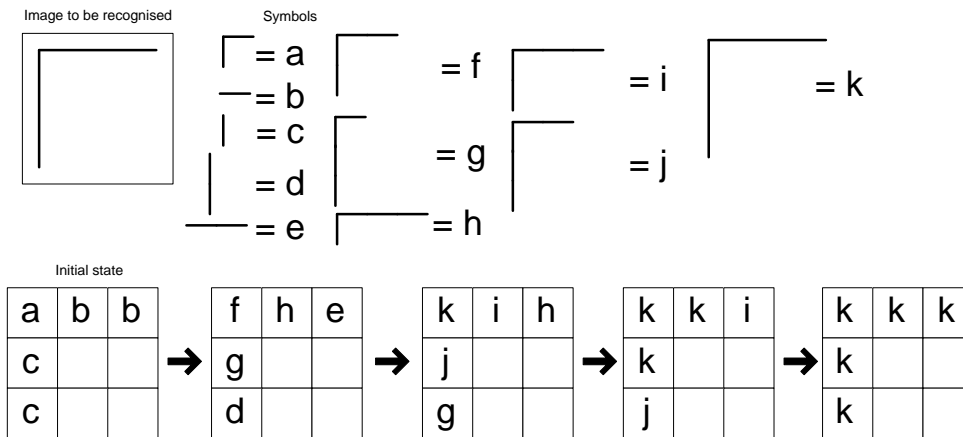 Image to be recognised
Symbols
= a
= b
= c
= d
= e
= f
= g
= h
= i
= j
= k
Initial state
a b b
c
c
f h e
g
d
k i h
j
g
k k i
k
j
k k k
k
k